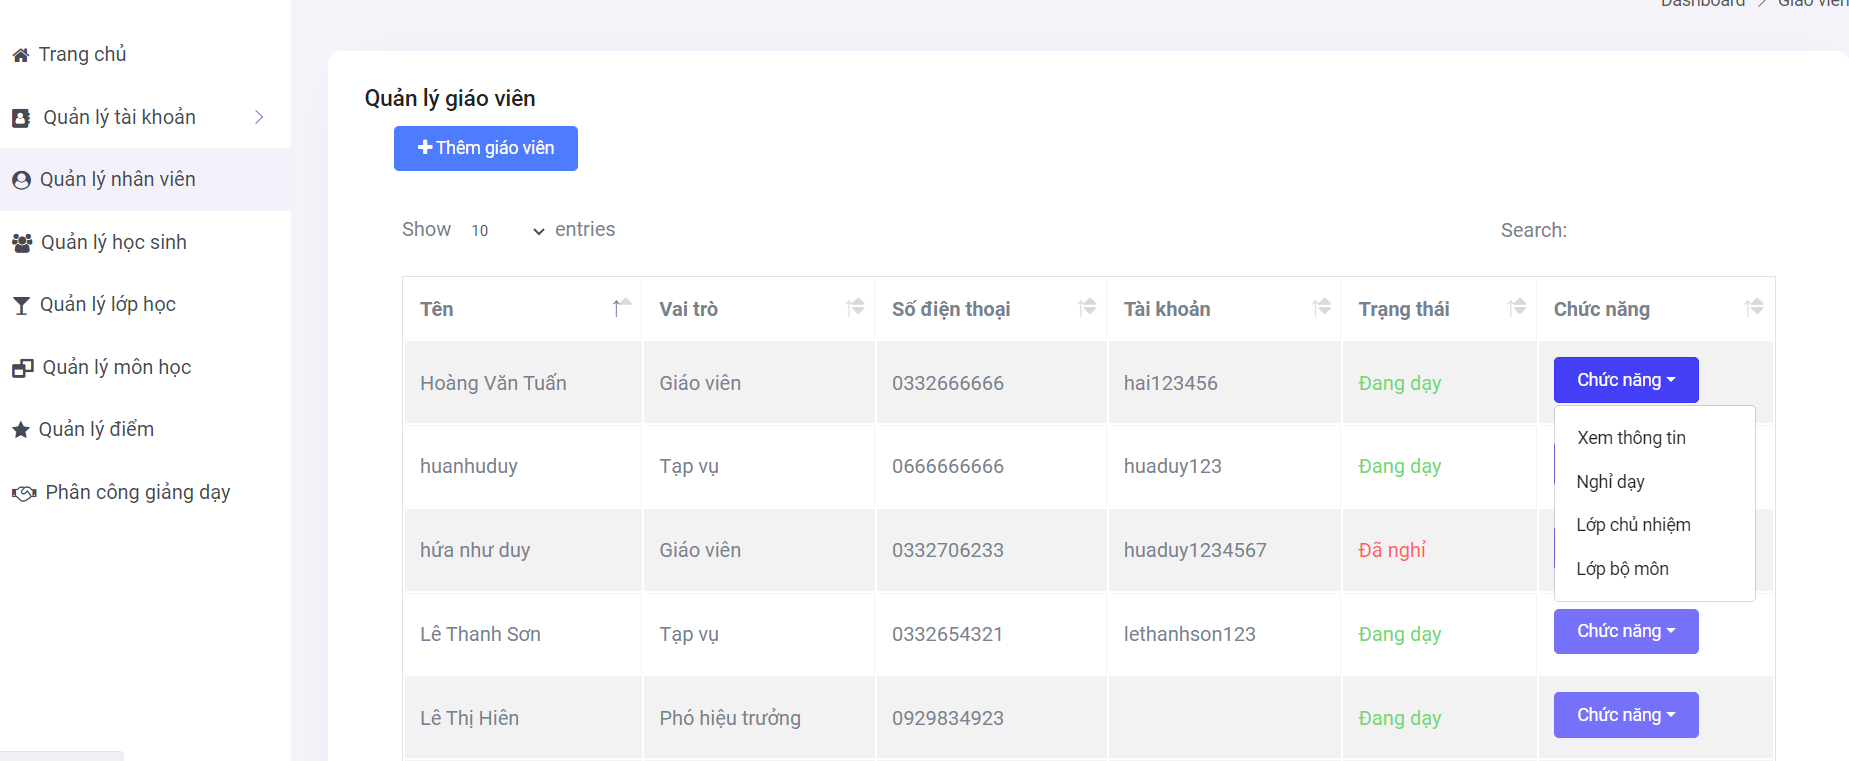 Dashboard > Giáo viên
Trang chủ
Quản lý tài khoản
Quản lý nhân viên
Quản lý học sinh
Quản lý lớp học
Quản lý môn học
Quản lý điểm
Phân công giảng dạy
Quản lý giáo viên
Thêm giáo viên
Show 10 entries
Search:
Tên Vai trò Số điện thoại Tài khoản Trạng thái Chức năng
Hoàng Văn Tuấn Giáo viên 0332666666 hai123456 Đang dạy Chức năng
Xem thông tin
Nghỉ dạy
Lớp chủ nhiệm
Lớp bộ môn
huanhuduy Tạp vụ 0666666666 huaduy123 Đang dạy
hứa như duy Giáo viên 0332706233 huaduy1234567 Đã nghỉ
Lê Thanh Sơn Tạp vụ 0332654321 lethanhson123 Đang dạy Chức năng
Lê Thị Hiên Phó hiệu trưởng 0929834923 Đang dạy Chức năng